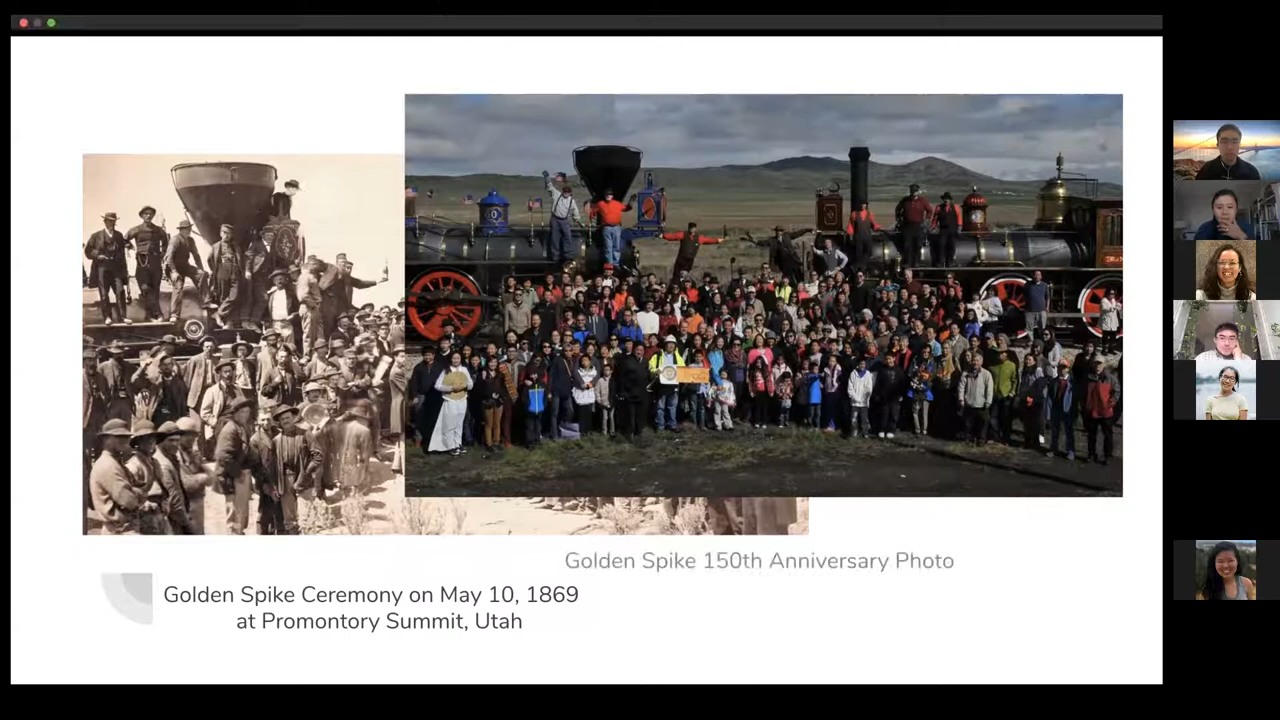 Golden Spike 150th Anniversary Photo
Golden Spike Ceremony on May 10, 1869
at Promontory Summit, Utah